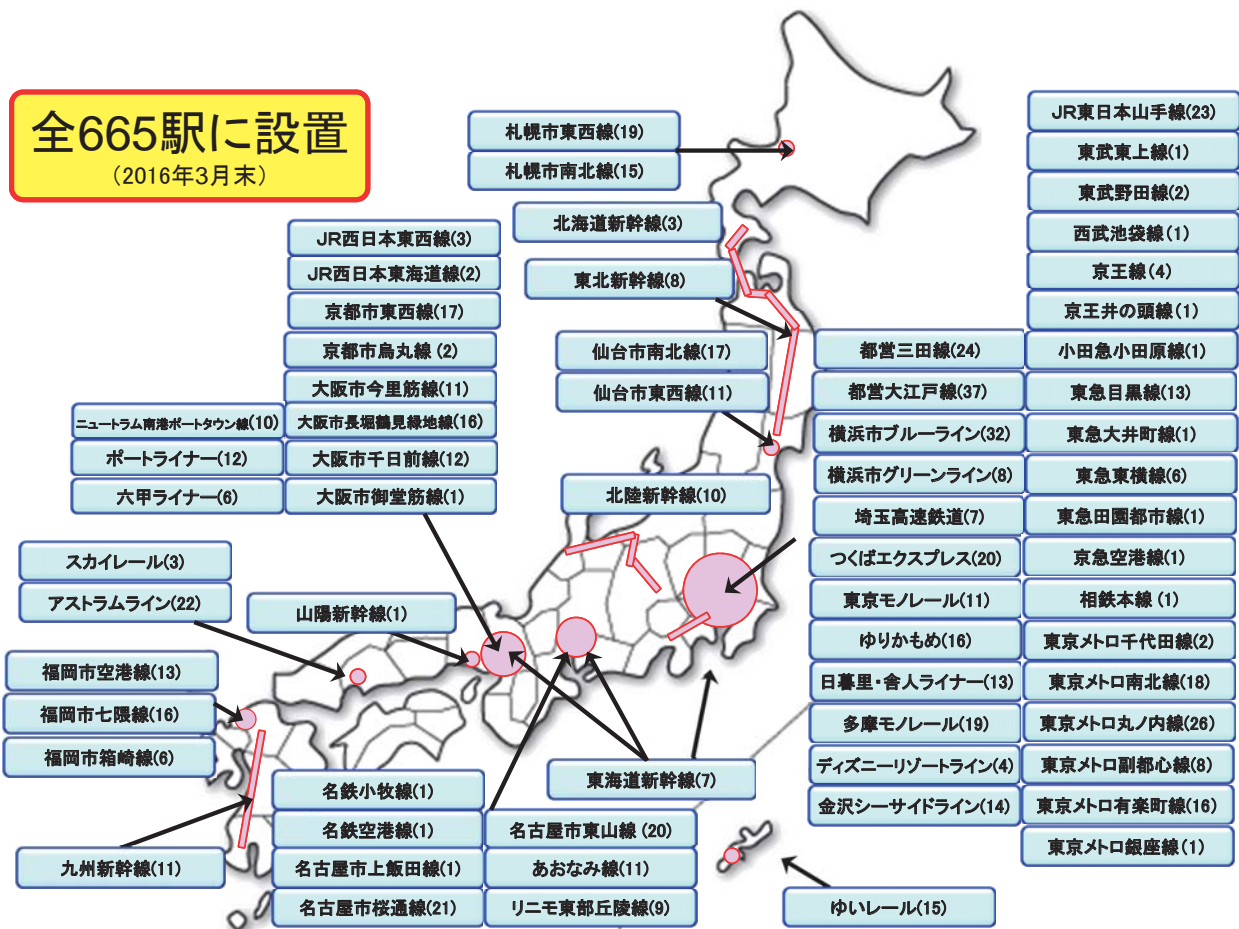 全665駅に設置
(2016年3月末)
札幌市東西線(19)
札幌市南北線(15)
北海道新幹線(3)
東北新幹線(8)
仙台市南北線(17)
仙台市東西線(11)
北陸新幹線(10)
JR西日本東西線(3)
JR西日本東海道線(2)
京都市東西線(17)
京都市烏丸線(2)
大阪市今里筋線(11)
大阪市長堀鶴見緑地線(16)
大阪市千日前線(12)
大阪市御堂筋線(1)
ニュートラム南港ポートタウン線(10)
ポートライナー(12)
六甲ライナー(6)
スカイレール(3)
アストラムライン(22)
山陽新幹線(1)
福岡市空港線(13)
福岡市七隈線(16)
福岡市箱崎線(6)
九州新幹線(11)
名鉄小牧線(1)
名鉄空港線(1)
名古屋市上飯田線(1)
名古屋市桜通線(21)
名古屋市東山線(20)
あおなみ線(11)
リニモ東部丘陵線(9)
東海道新幹線(7)
ゆいレール(15)
都営三田線(24)
都営大江戸線(37)
横浜市ブルーライン(32)
横浜市グリーンライン(8)
埼玉高速鉄道(7)
つくばエクスプレス(20)
東京モノレール(11)
ゆりかもめ(16)
日暮里・舎人ライナー(13)
多摩モノレール(19)
ディズニーリゾートライン(4)
金沢シーサイドライン(14)
JR東日本山手線(23)
東武東上線(1)
東武野田線(2)
西武池袋線(1)
京王線(4)
京王井の頭線(1)
小田急小田原線(1)
東急目黒線(13)
東急大井町線(1)
東急東横線(6)
東急田園都市線(1)
京急空港線(1)
相鉄本線(1)
東京メトロ千代田線(2)
東京メトロ南北線(18)
東京メトロ丸ノ内線(26)
東京メトロ副都心線(8)
東京メトロ有楽町線(16)
東京メトロ銀座線(1)